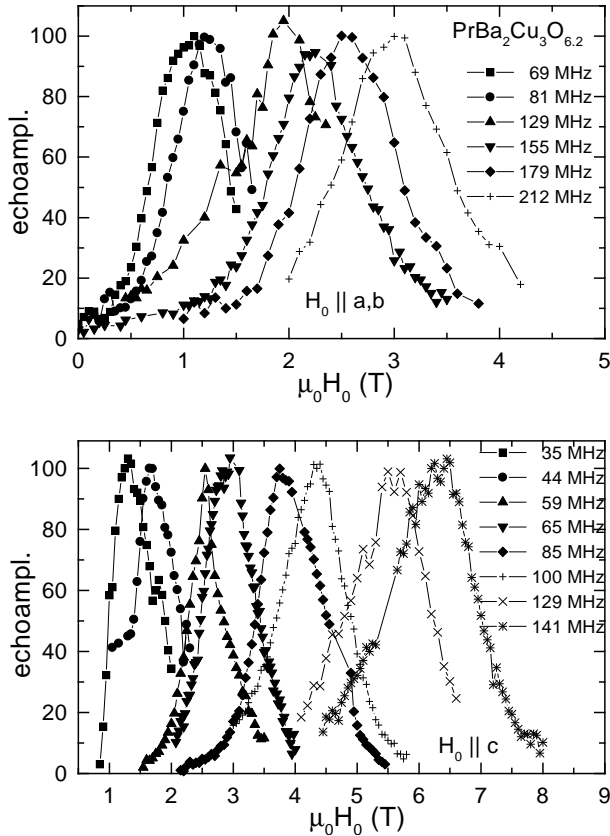 PrBa₂Cu₃O₆.₂
100
80
60
40
20
0
echoampl.
69 MHz
81 MHz
129 MHz
155 MHz
179 MHz
212 MHz
H₀ || a,b
0 1 2 3 4 5
μ₀H₀ (T)
100
80
60
40
20
0
echoampl.
35 MHz
44 MHz
59 MHz
65 MHz
85 MHz
100 MHz
129 MHz
141 MHz
H₀ || c
1 2 3 4 5 6 7 8 9
μ₀H₀ (T)